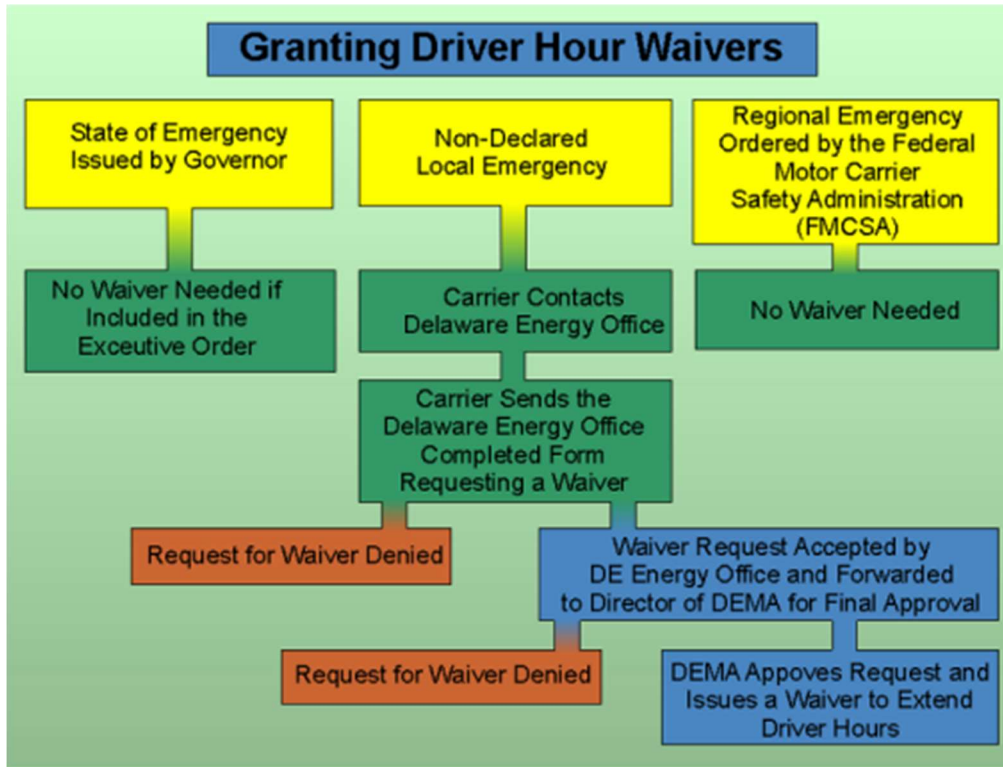 Granting Driver Hour Waivers
State of Emergency
Issued by Governor
Non-Declared
Local Emergency
Regional Emergency
Ordered by the Federal
Motor Carrier
Safety Administration
(FMCSA)
No Waiver Needed if
Included in the
Exceutive Order
Carrier Contacts
Delaware Energy Office
No Waiver Needed
Carrier Sends the
Delaware Energy Office
Completed Form
Requesting a Waiver
Request for Waiver Denied
Waiver Request Accepted by
DE Energy Office and Forwarded
to Director of DEMA for Final Approval
Request for Waiver Denied
DEMA Appoves Request and
Issues a Waiver to Extend
Driver Hours